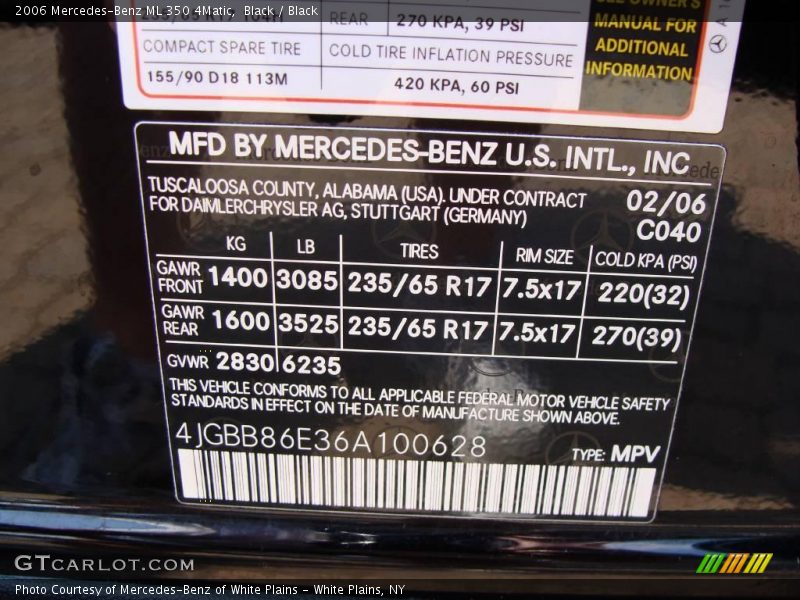 2006 Mercedes-Benz ML 350 4Matic,  Black / Black
REAR 270 KPA, 39 PSI
COMPACT SPARE TIRE COLD TIRE INFLATION PRESSURE
155/90 D18 113M 420 KPA, 60 PSI
SEE OWNER'S
MANUAL FOR
ADDITIONAL
INFORMATION
MFD BY MERCEDES-BENZ U.S. INTL., INC
TUSCALOOSA COUNTY, ALABAMA (USA). UNDER CONTRACT 02/06
FOR DAIMLERCHRYSLER AG, STUTTGART (GERMANY) C040
KG LB TIRES RIM SIZE COLD KPA (PSI)
GAWR FRONT 1400 3085 235/65 R17 7.5x17 220(32)
GAWR REAR 1600 3525 235/65 R17 7.5x17 270(39)
GVWR 2830 6235
THIS VEHICLE CONFORMS TO ALL APPLICABLE FEDERAL MOTOR VEHICLE SAFETY
STANDARDS IN EFFECT ON THE DATE OF MANUFACTURE SHOWN ABOVE.
4JGBB86E36A100628 TYPE: MPV
GTCARLOT.COM
Photo Courtesy of Mercedes-Benz of White Plains - White Plains, NY